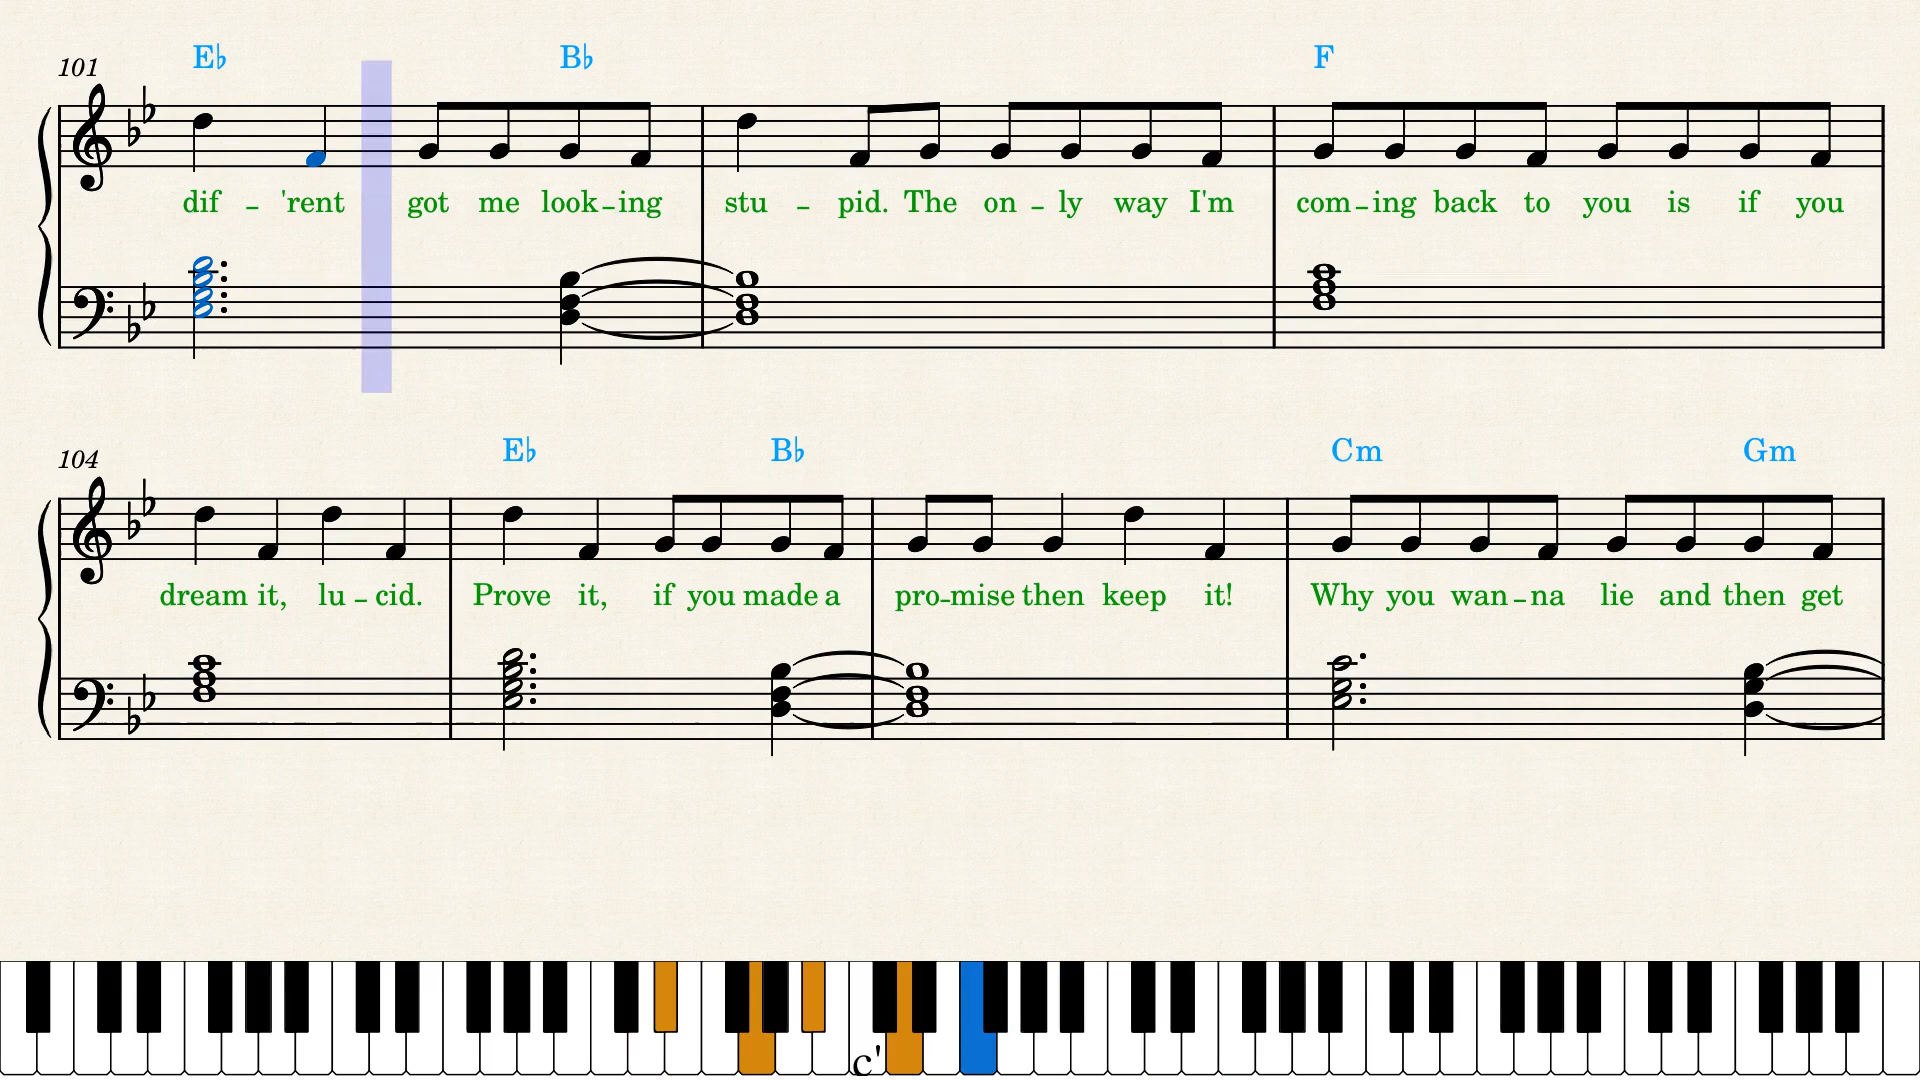 101 E♭ B♭ F
dif - 'rent got me look-ing stu - pid. The on - ly way I'm com-ing back to you is if you
104 E♭ B♭ Cm Gm
dream it, lu - cid. Prove it, if you made a pro-mise then keep it! Why you wan-na lie and then get
c'